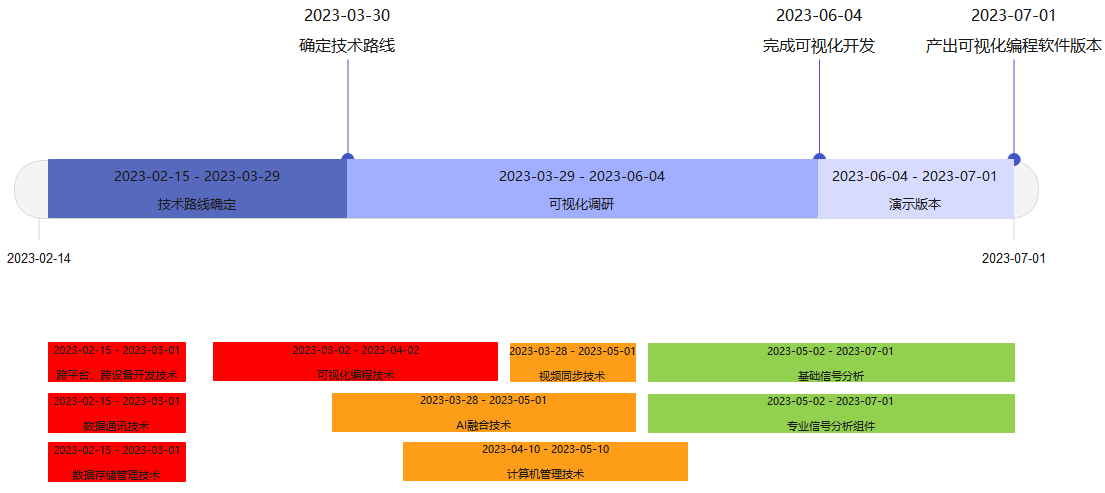 2023-03-30
确定技术路线
2023-06-04
完成可视化开发
2023-07-01
产出可视化编程软件版本
2023-02-15 - 2023-03-29
技术路线确定
2023-03-29 - 2023-06-04
可视化调研
2023-06-04 - 2023-07-01
演示版本
2023-02-14
2023-07-01
2023-02-15 - 2023-03-01
跨平台、跨设备开发技术
2023-03-02 - 2023-04-02
可视化编程技术
2023-03-28 - 2023-05-01
视频同步技术
2023-05-02 - 2023-07-01
基础信号分析
2023-02-15 - 2023-03-01
数据通讯技术
2023-03-28 - 2023-05-01
AI融合技术
2023-05-02 - 2023-07-01
专业信号分析组件
2023-02-15 - 2023-03-01
数据存储管理技术
2023-04-10 - 2023-05-10
计算机管理技术